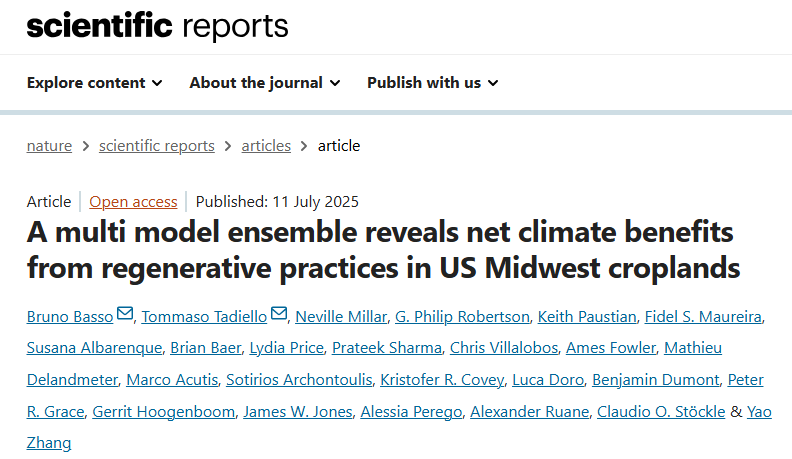 scientific reports
Explore content About the journal Publish with us
nature > scientific reports > articles > article
Article | Open access | Published: 11 July 2025
A multi model ensemble reveals net climate benefits
from regenerative practices in US Midwest croplands
Bruno Basso, Tommaso Tadiello, Neville Millar, G. Philip Robertson, Keith Paustian, Fidel S. Maureira,
Susana Albarenque, Brian Baer, Lydia Price, Prateek Sharma, Chris Villalobos, Ames Fowler, Mathieu
Delandmeter, Marco Acutis, Sotirios Archontoulis, Kristofer R. Covey, Luca Doro, Benjamin Dumont, Peter
R. Grace, Gerrit Hoogenboom, James W. Jones, Alessia Perego, Alexander Ruane, Claudio O. Stöckle & Yao
Zhang